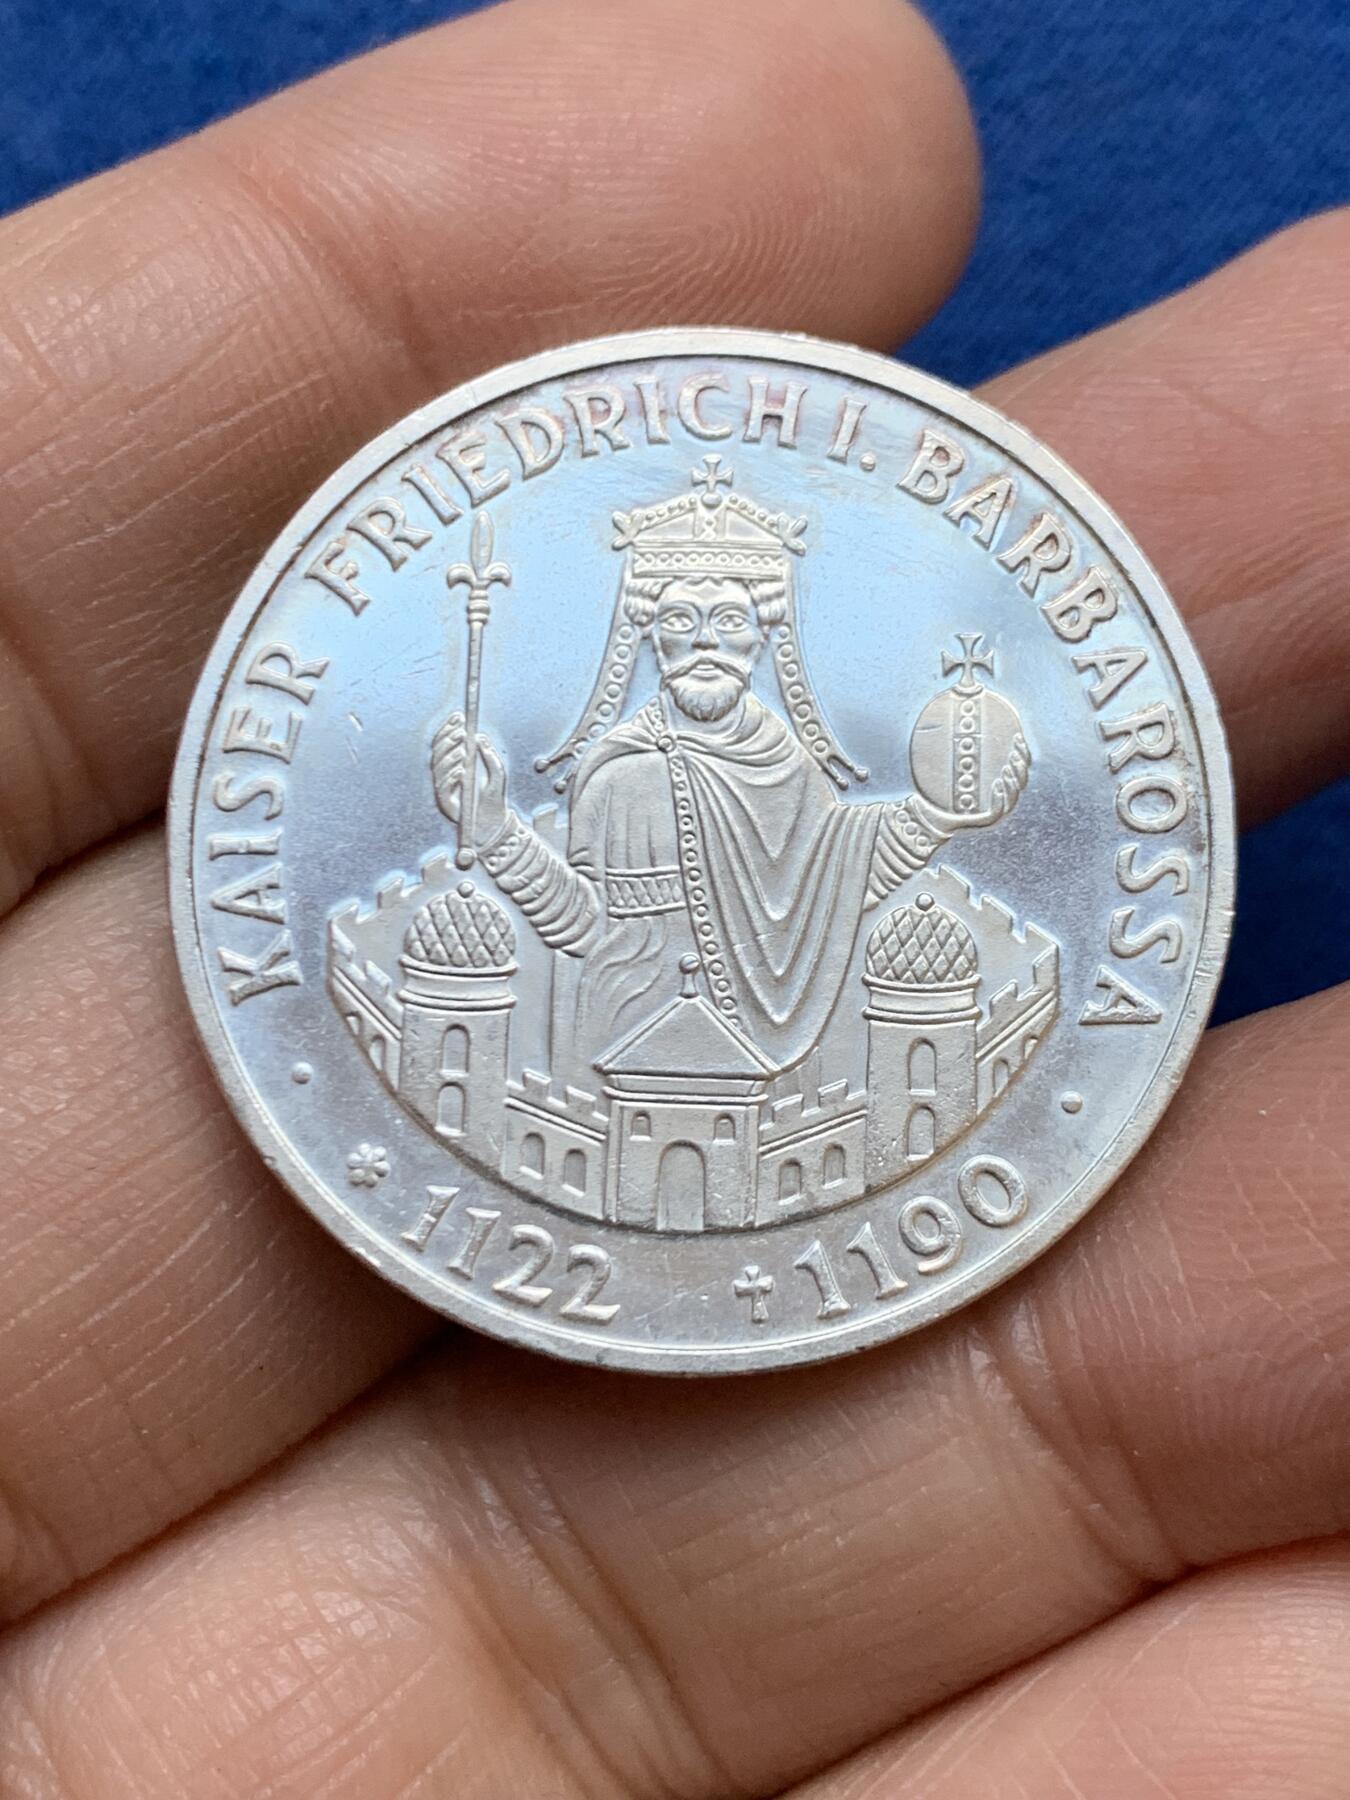 KAISER FRIEDRICH I. BARBAROSSA
* 1122 † 1190